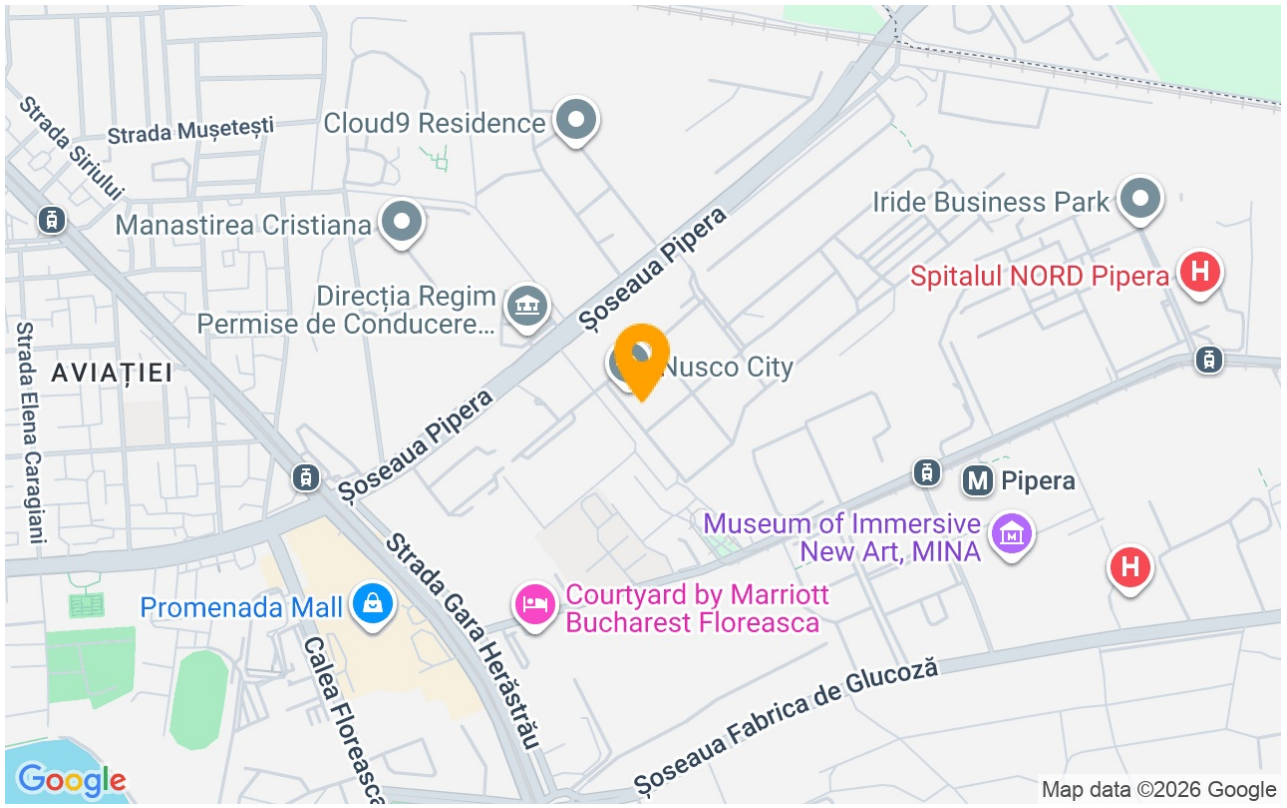 Strada Siriului
Strada Mușetești
Cloud9 Residence
Manastirea Cristiana
Iride Business Park
Șoseaua Pipera
Spitalul NORD Pipera
H
Direcția Regim
Permise de Conducere...
Strada Elena Caragiani
AVIAȚIEI
Nusco City
Șoseaua Pipera
M Pipera
Museum of Immersive
New Art, MINA
M
H
Strada Gara Herăstrău
Promenada Mall
Courtyard by Marriott
Bucharest Floreasca
Calea Floreasca
Șoseaua Fabrica de Glucoză
Google
Map data ©2026 Google